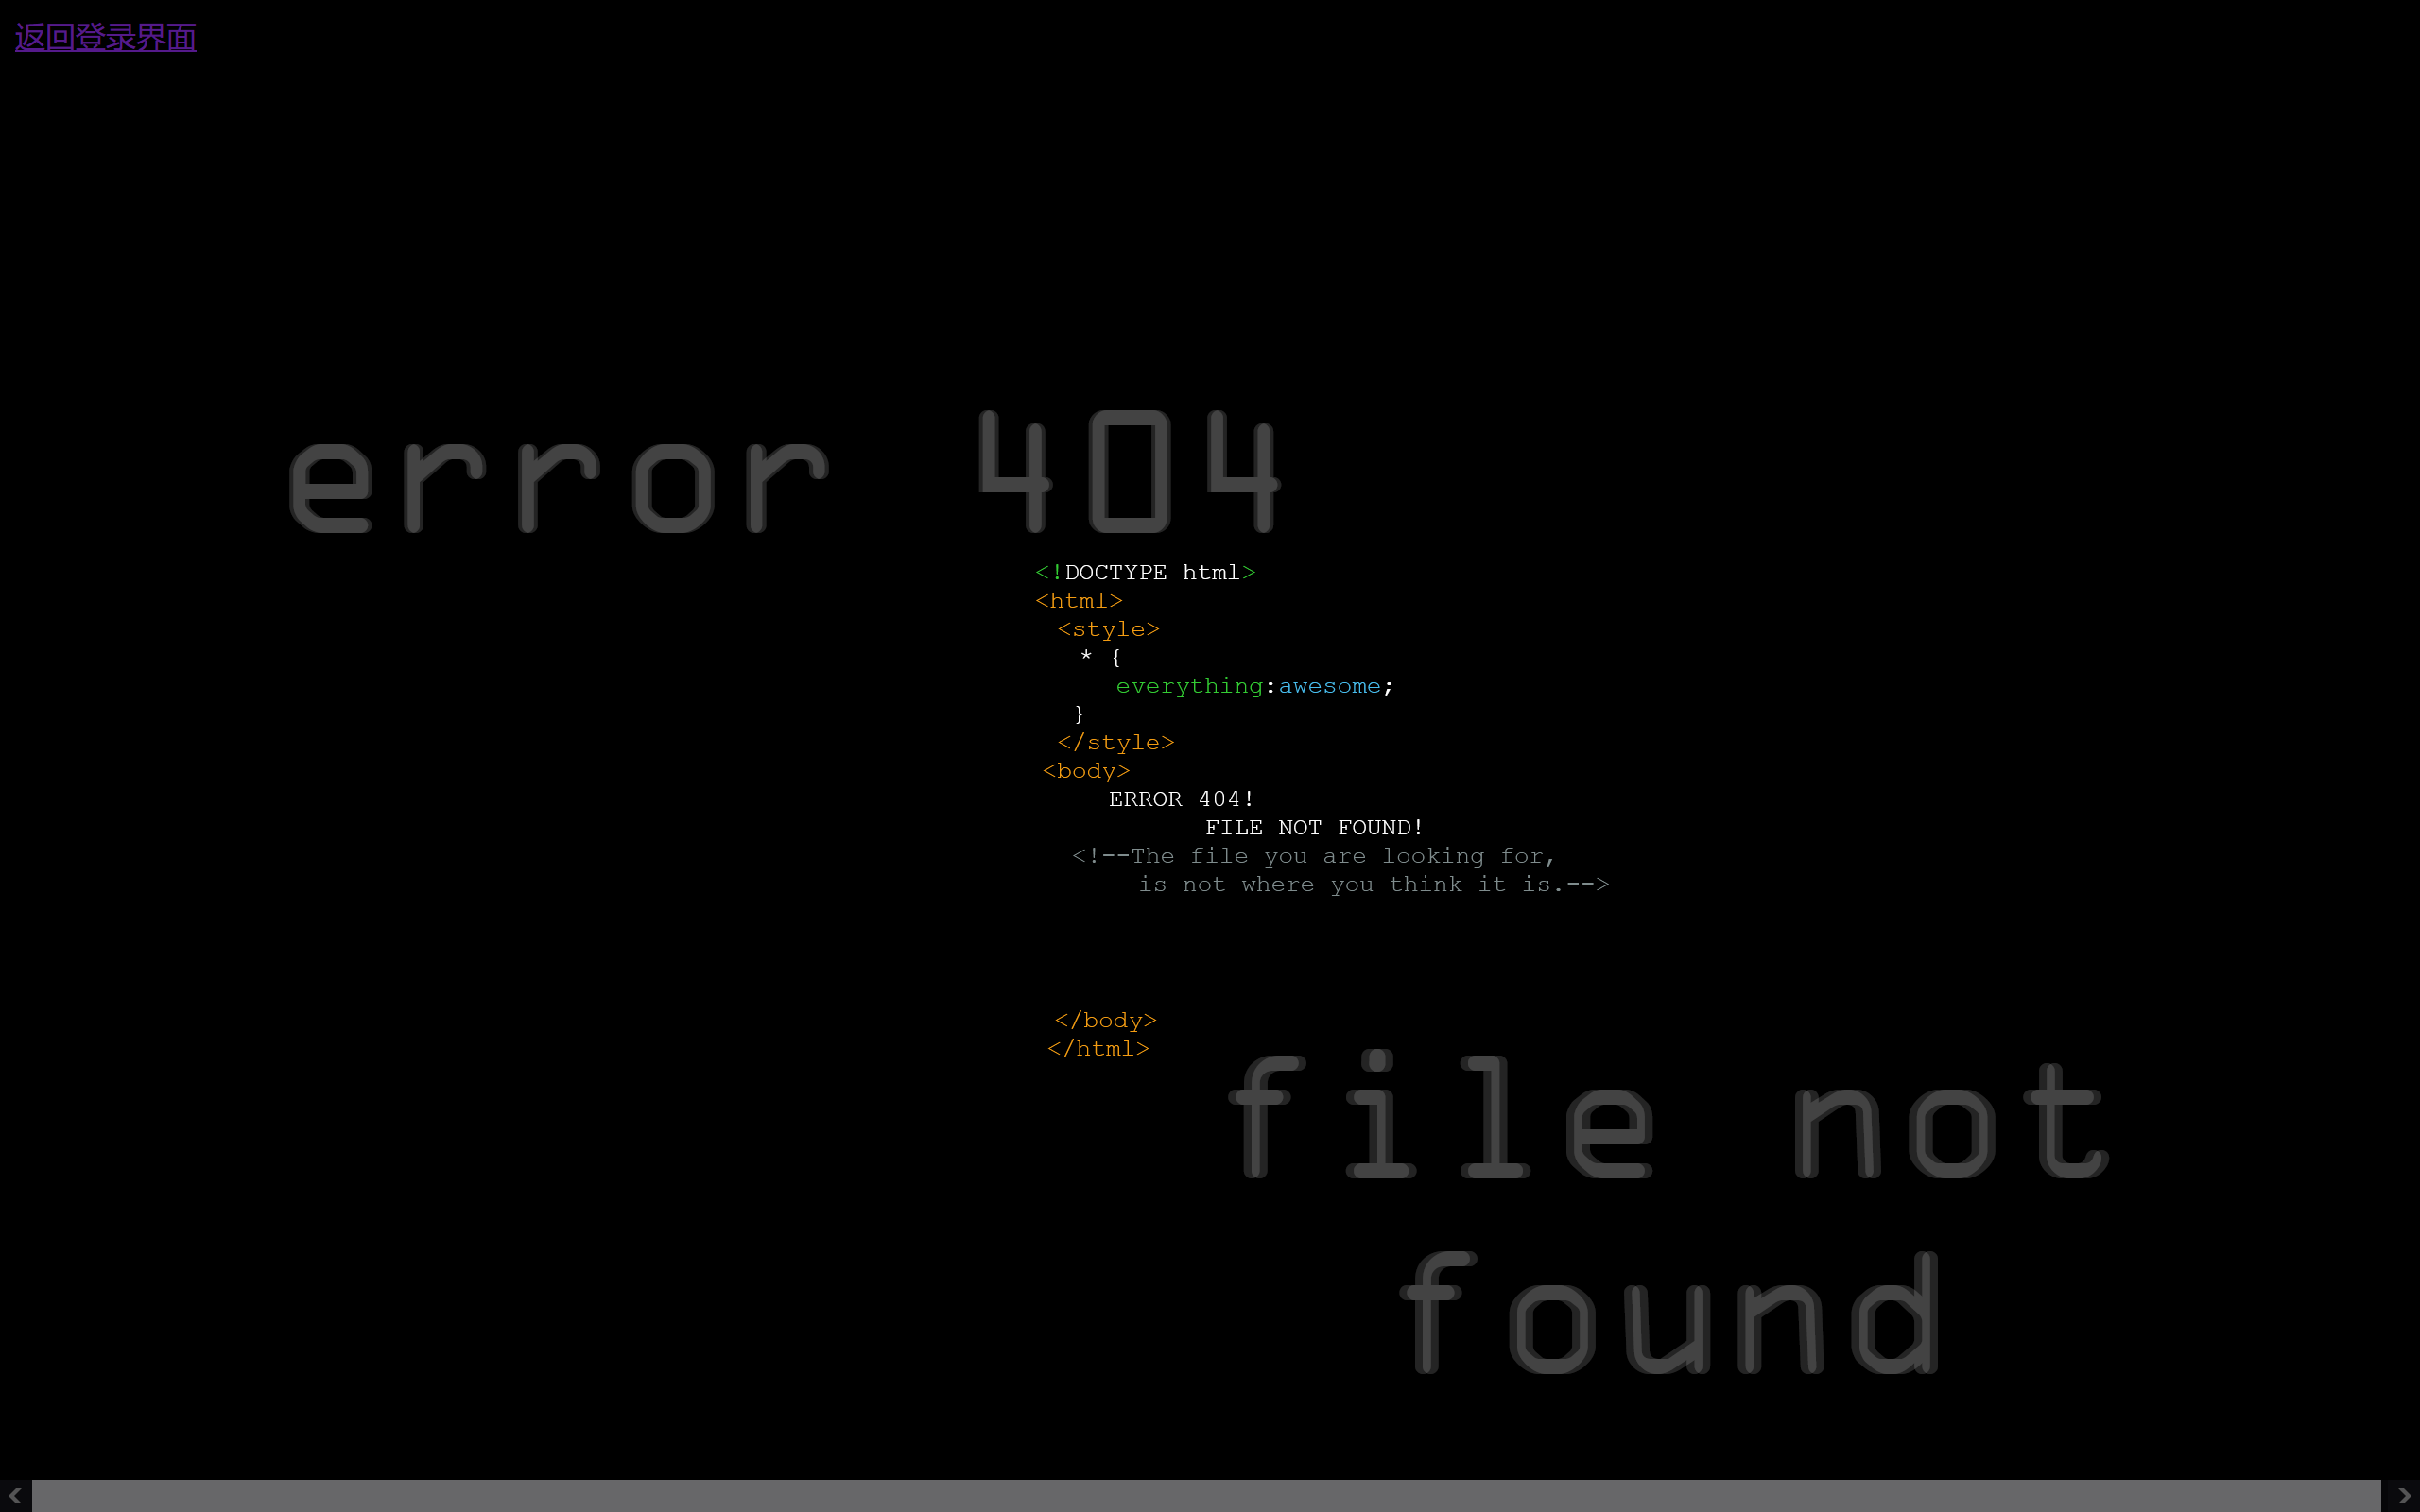 返回登录界面
error 404
<!DOCTYPE html>
<html>
<style>
* {
everything:awesome;
}
</style>
<body>
ERROR 404!
FILE NOT FOUND!
<!--The file you are looking for,
is not where you think it is.-->
</body>
</html>
file not
found